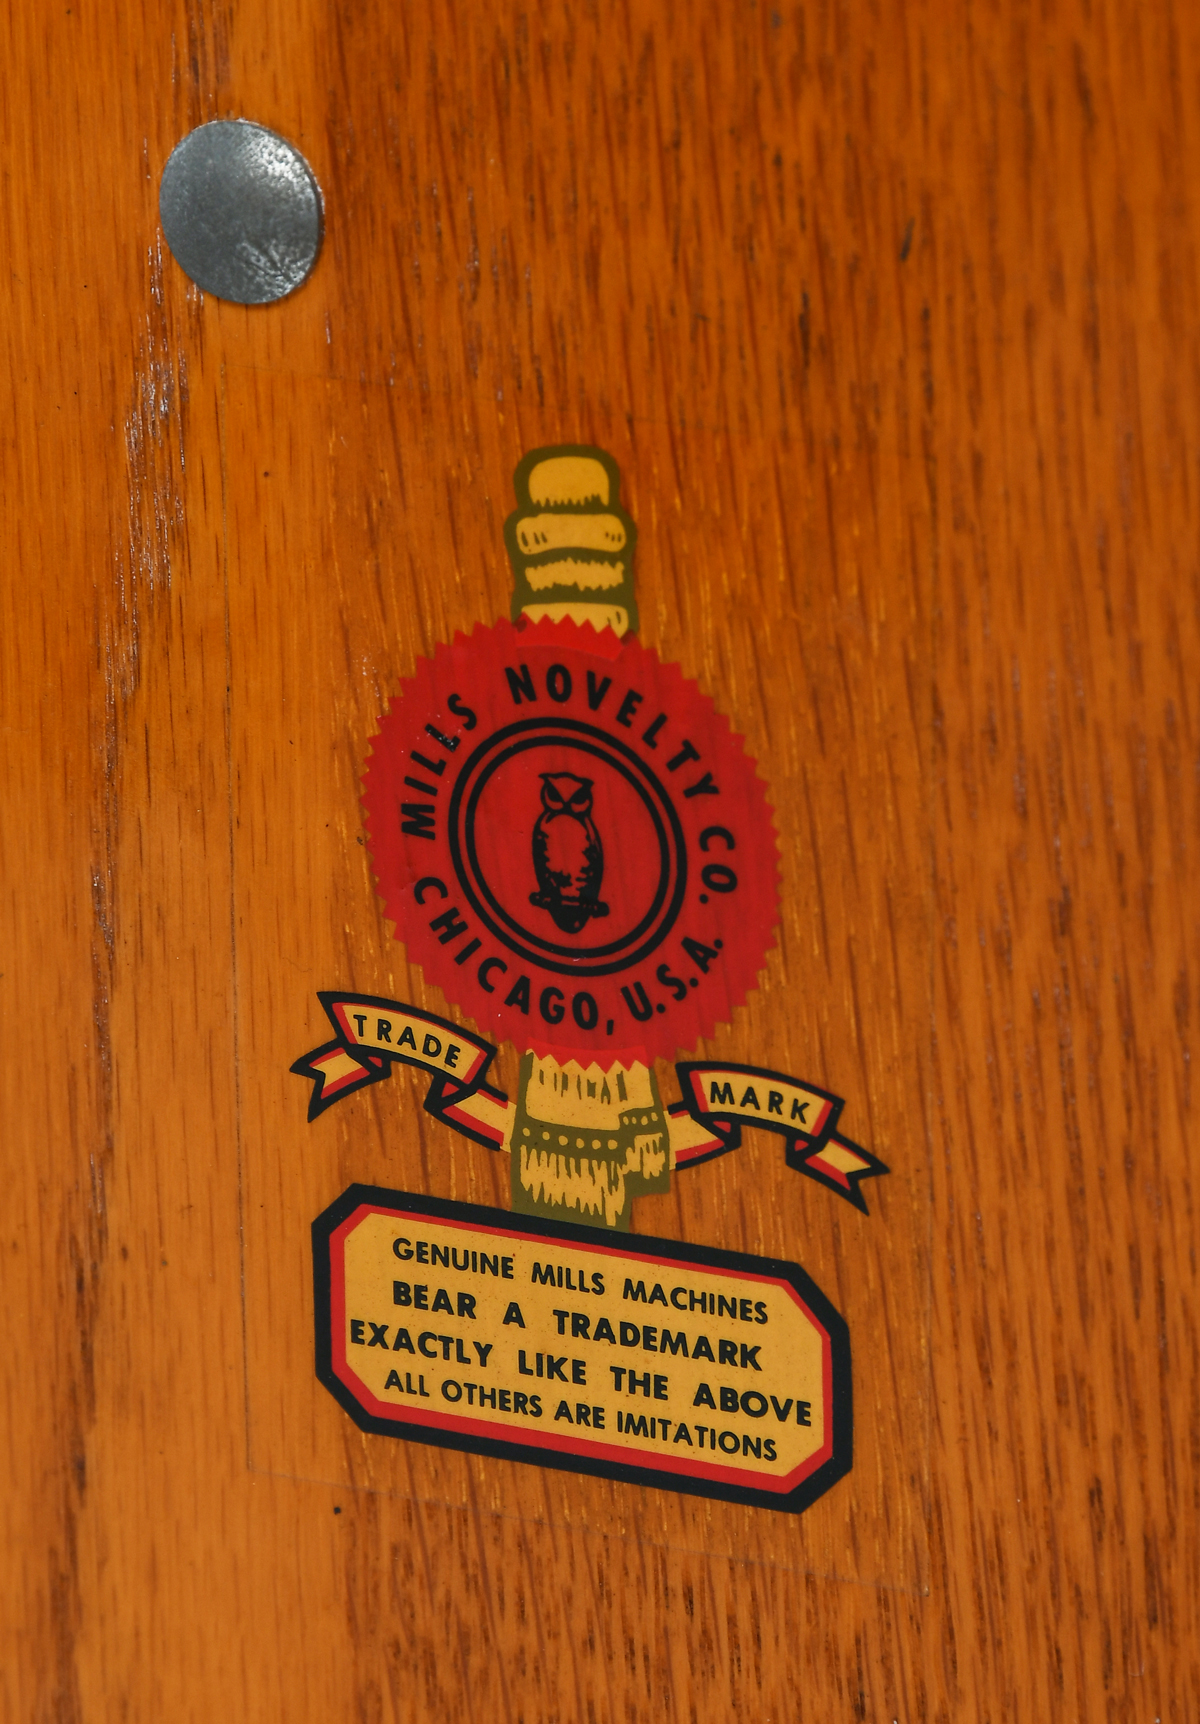 MILLS NOVELTY CO.
CHICAGO, U.S.A.
TRADE MARK
GENUINE MILLS MACHINES
BEAR A TRADEMARK
EXACTLY LIKE THE ABOVE
ALL OTHERS ARE IMITATIONS